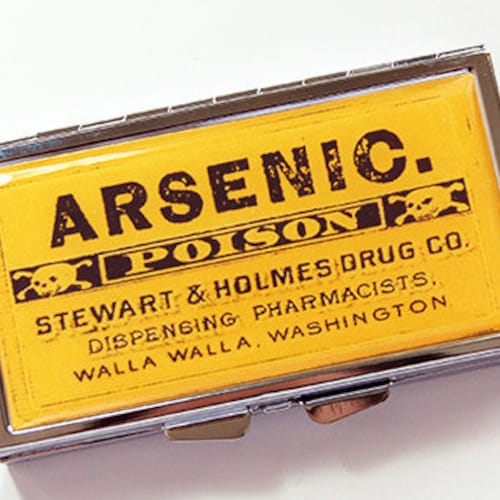 ARSENIC.
POISON
STEWART & HOLMES DRUG CO.
DISPENSING PHARMACISTS,
WALLA WALLA, WASHINGTON